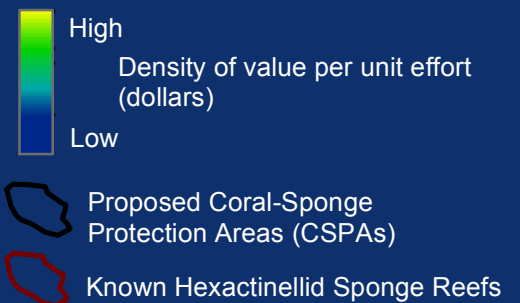 High
Density of value per unit effort
(dollars)
Low
Proposed Coral-Sponge
Protection Areas (CSPAs)
Known Hexactinellid Sponge Reefs